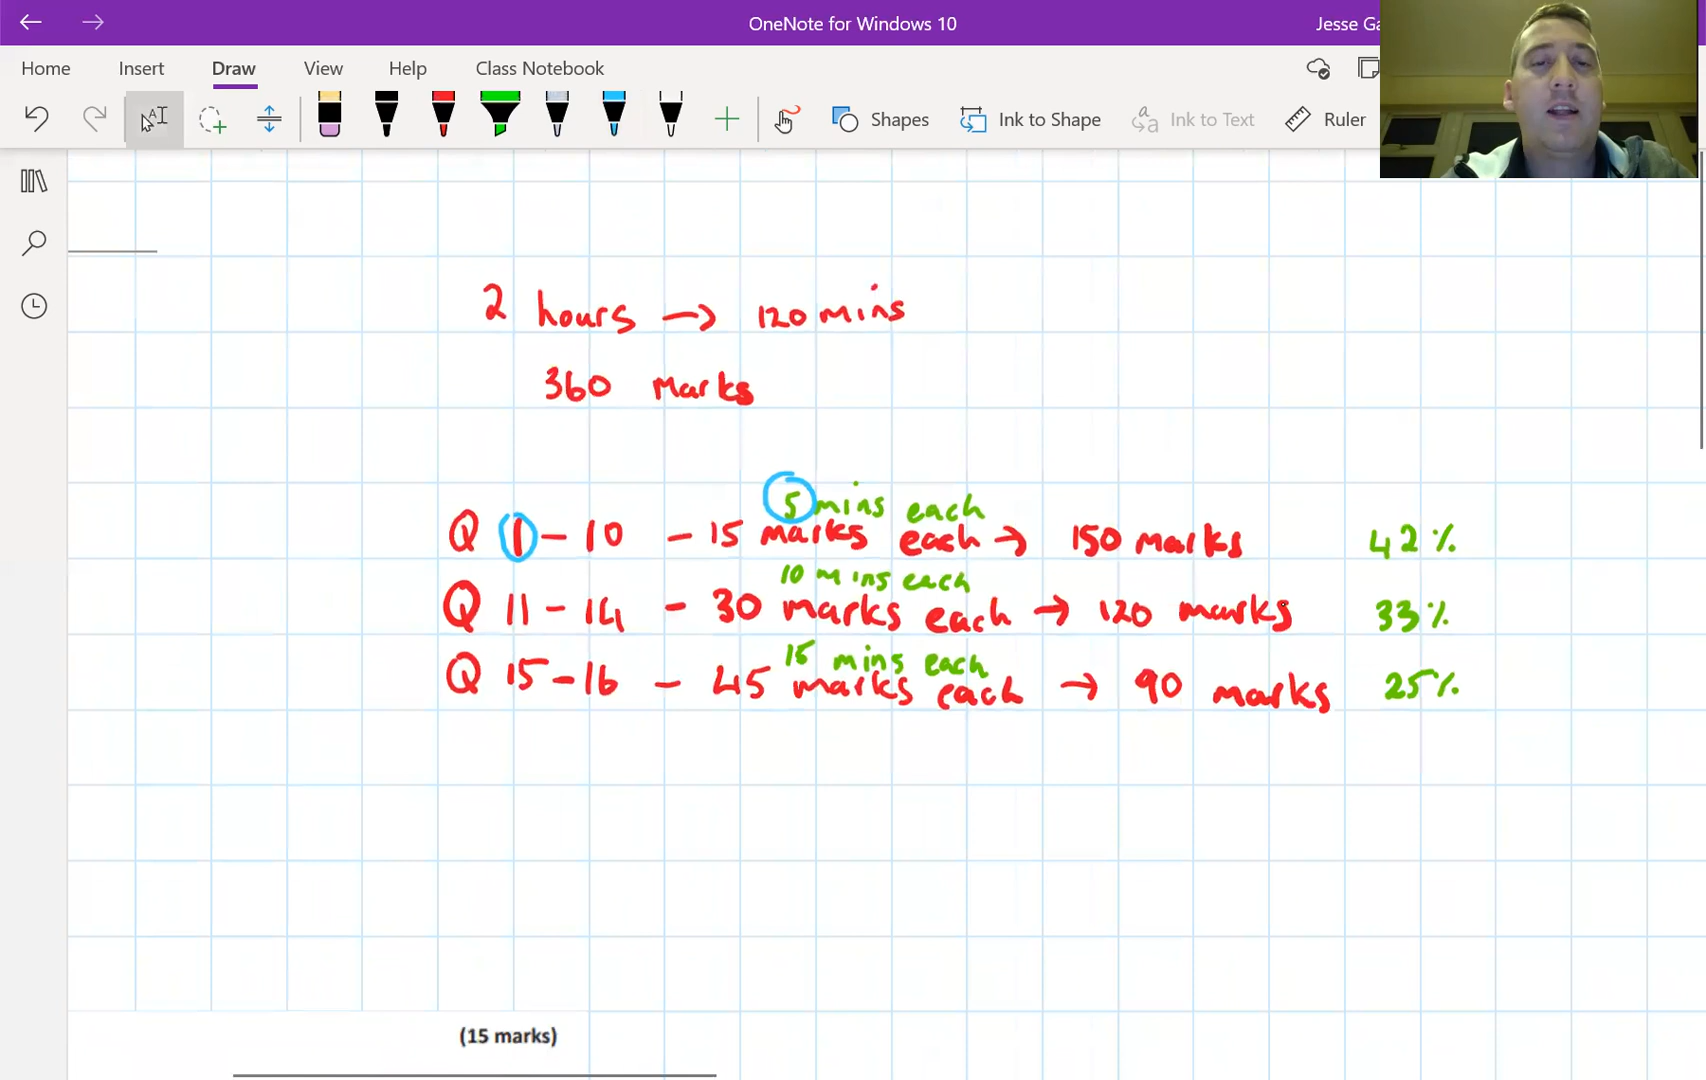 OneNote for Windows 10
Jesse Ga
Home Insert Draw View Help Class Notebook
Shapes Ink to Shape Ink to Text Ruler
2 hours → 120 mins
360 marks
5 mins each
Q 1 - 10 - 15 marks each → 150 marks 42%
10 mins each
Q 11 - 14 - 30 marks each → 120 marks 33%
15 mins each
Q 15 - 16 - 45 marks each → 90 marks 25%
(15 marks)